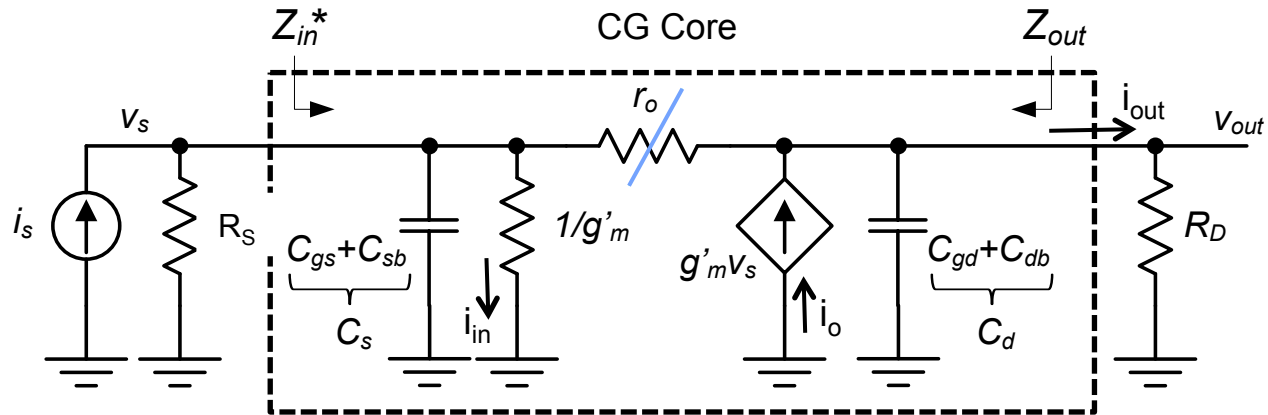 Z_in* CG Core Z_out
r_o i_out
v_s v_out
i_s R_S 1/g'_m R_D
C_gs+C_sb g'_m v_s C_gd+C_db
i_in i_o
C_s C_d